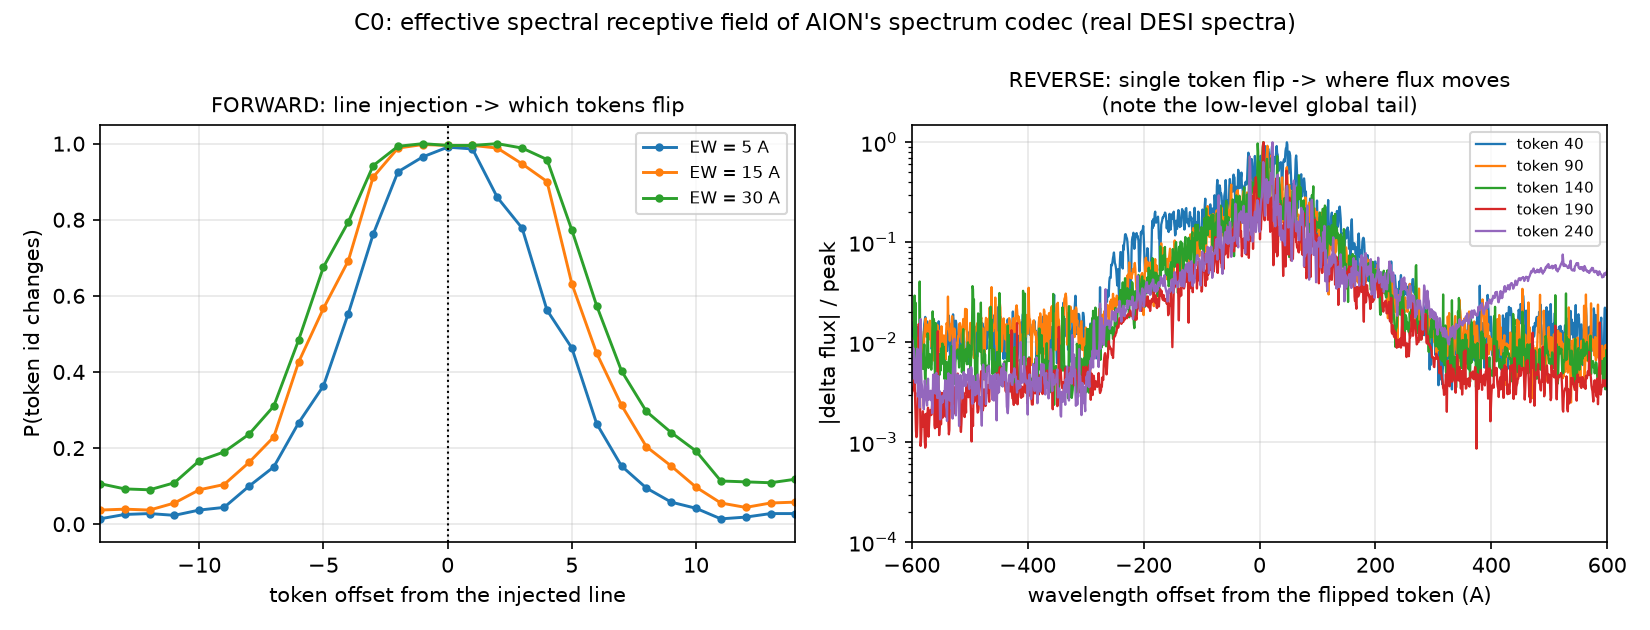 C0: effective spectral receptive field of AION's spectrum codec (real DESI spectra)
FORWARD: line injection -> which tokens flip
P(token id changes)
1.0
0.8
0.6
0.4
0.2
0.0
−10
−5
0
5
10
token offset from the injected line
EW = 5 A
EW = 15 A
EW = 30 A
REVERSE: single token flip -> where flux moves
(note the low-level global tail)
|delta flux| / peak
10⁰
10⁻¹
10⁻²
10⁻³
10⁻⁴
−600
−400
−200
0
200
400
600
wavelength offset from the flipped token (A)
token 40
token 90
token 140
token 190
token 240